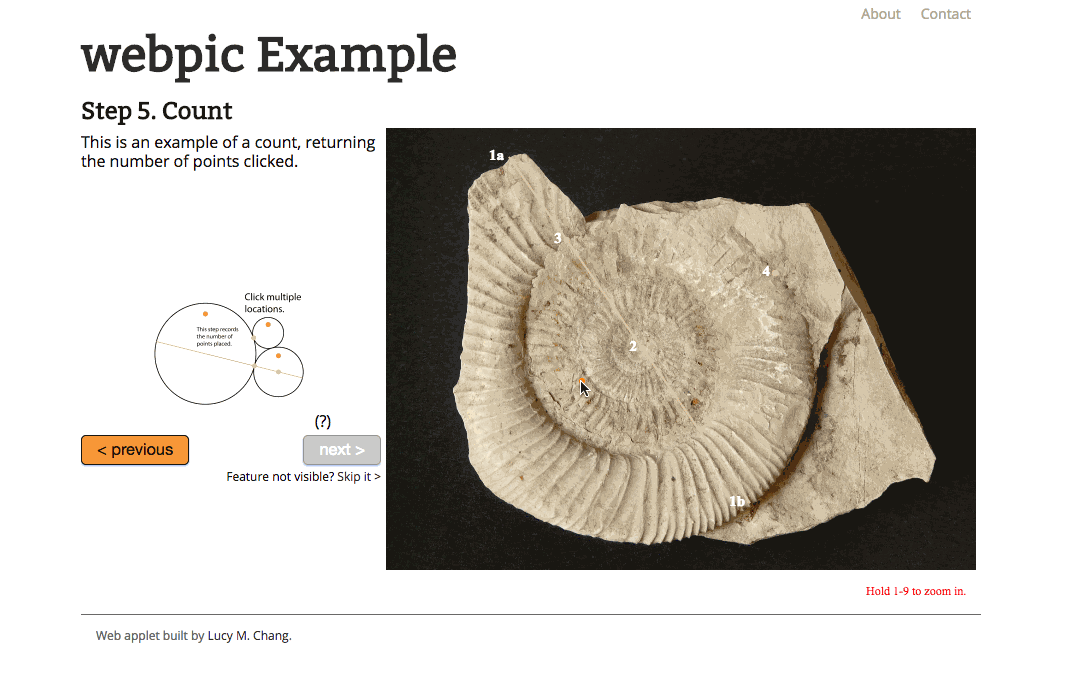 About Contact
webpic Example
Step 5. Count
This is an example of a count, returning
the number of points clicked.
1a
3
4
2
1b
Click multiple
locations.
This step records
the number of
points placed.
(?)
< previous
next >
Feature not visible? Skip it >
Hold 1-9 to zoom in.
Web applet built by Lucy M. Chang.